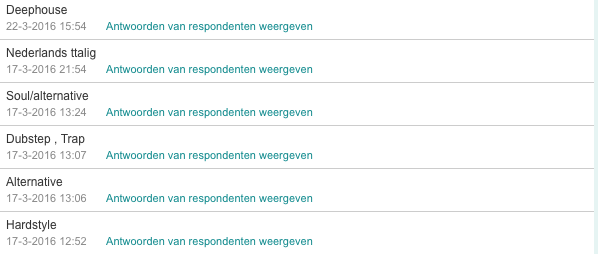 Deephouse
22-3-2016 15:54 Antwoorden van respondenten weergeven
Nederlands ttalig
17-3-2016 21:54 Antwoorden van respondenten weergeven
Soul/alternative
17-3-2016 13:24 Antwoorden van respondenten weergeven
Dubstep , Trap
17-3-2016 13:07 Antwoorden van respondenten weergeven
Alternative
17-3-2016 13:06 Antwoorden van respondenten weergeven
Hardstyle
17-3-2016 12:52 Antwoorden van respondenten weergeven